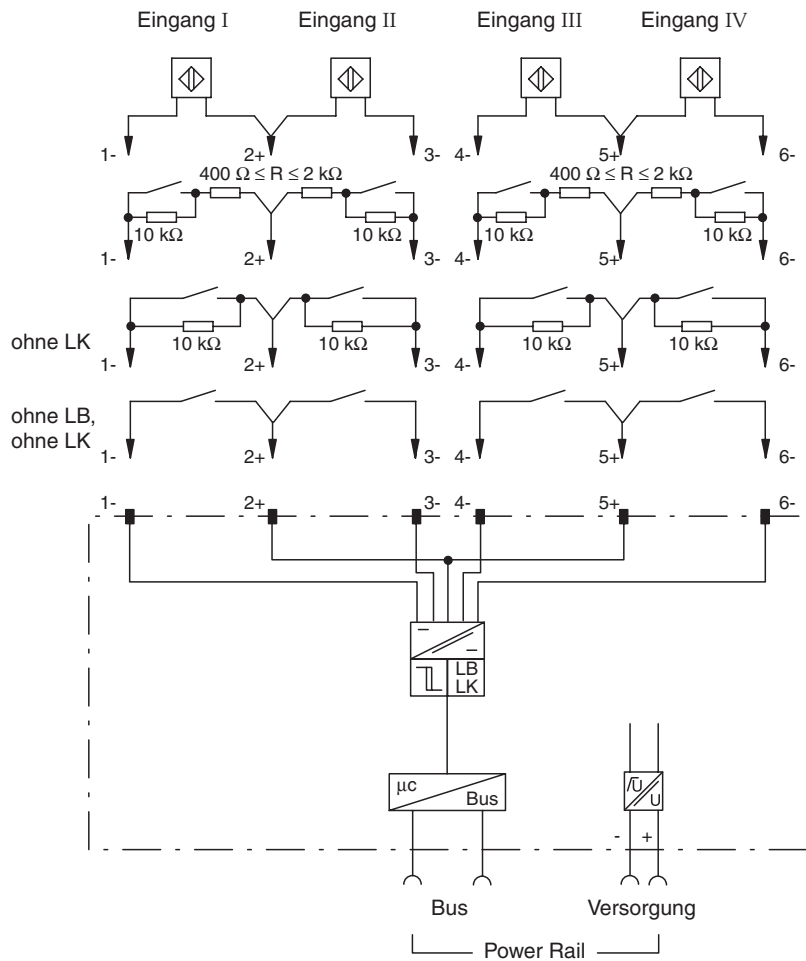 Eingang I Eingang II Eingang III Eingang IV
1- 2+ 3- 4- 5+ 6-
400 Ω ≤ R ≤ 2 kΩ 400 Ω ≤ R ≤ 2 kΩ
10 kΩ 10 kΩ 10 kΩ 10 kΩ
1- 2+ 3- 4- 5+ 6-
ohne LK 10 kΩ 10 kΩ 10 kΩ 10 kΩ
1- 2+ 3- 4- 5+ 6-
ohne LB,
ohne LK
1- 2+ 3- 4- 5+ 6-
1- 2+ 3- 4- 5+ 6-
LB
LK
µc Bus
U U
- +
Bus Versorgung
Power Rail